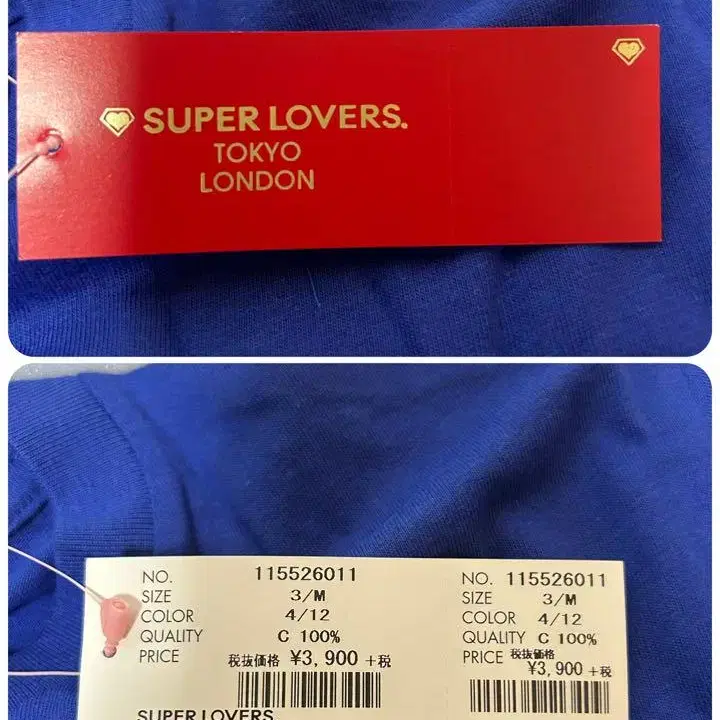 SUPER LOVERS.
TOKYO
LONDON
NO. 115526011
SIZE 3/M
COLOR 4/12
QUALITY C 100%
PRICE 税抜価格 ¥3,900 +税
SUPER LOVERS
NO. 115526011
SIZE 3/M
COLOR 4/12
QUALITY C 100%
PRICE 税抜価格
¥3,900 +税